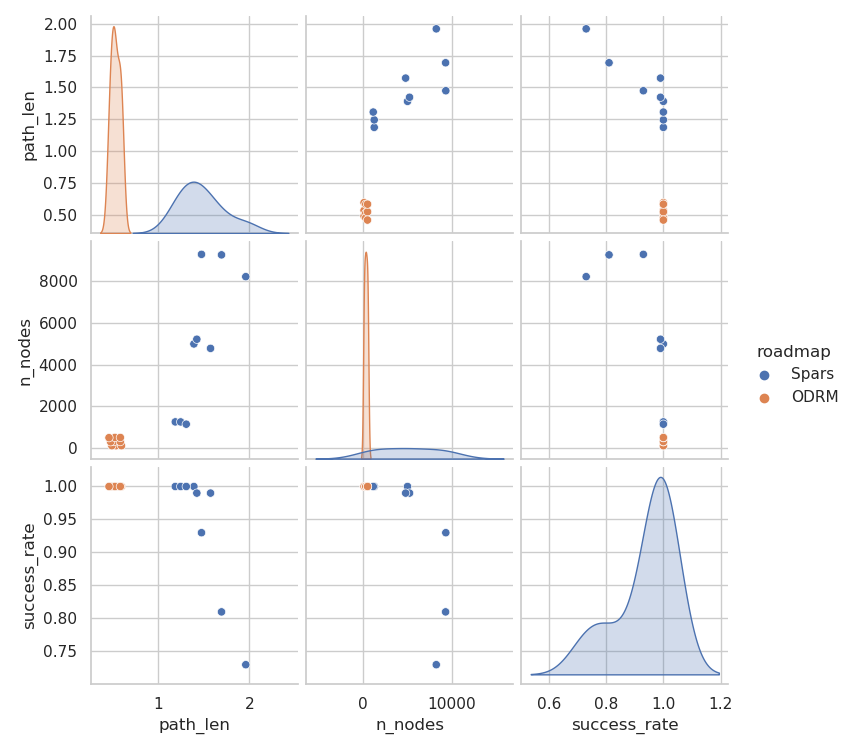 2.00
1.75
1.50
1.25
1.00
0.75
0.50
path_len
8000
6000
4000
2000
0
n_nodes
roadmap
Spars
ODRM
1.00
0.95
0.90
0.85
0.80
0.75
success_rate
1 2 0 10000 0.6 0.8 1.0 1.2
path_len n_nodes success_rate